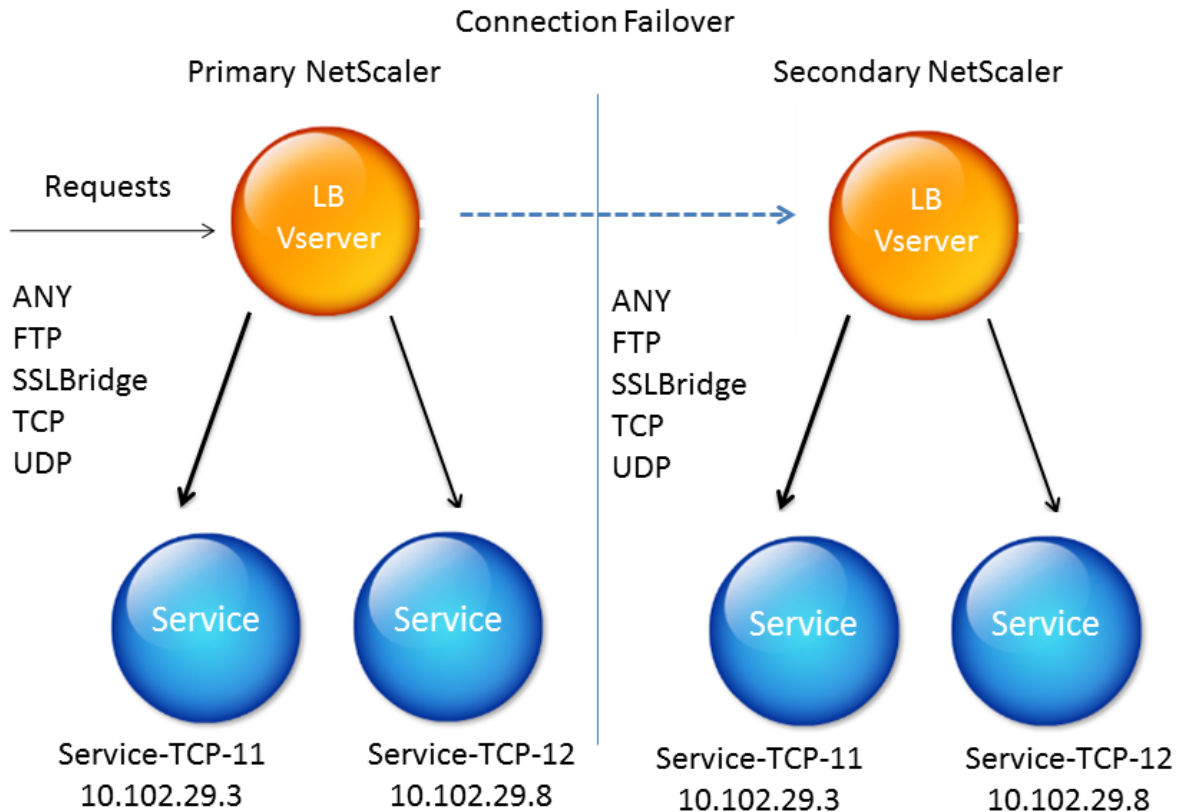 Connection Failover
Primary NetScaler
Secondary NetScaler
Requests
LB
Vserver
LB
Vserver
ANY
FTP
SSLBridge
TCP
UDP
ANY
FTP
SSLBridge
TCP
UDP
Service
Service
Service
Service
Service-TCP-11
10.102.29.3
Service-TCP-12
10.102.29.8
Service-TCP-11
10.102.29.3
Service-TCP-12
10.102.29.8